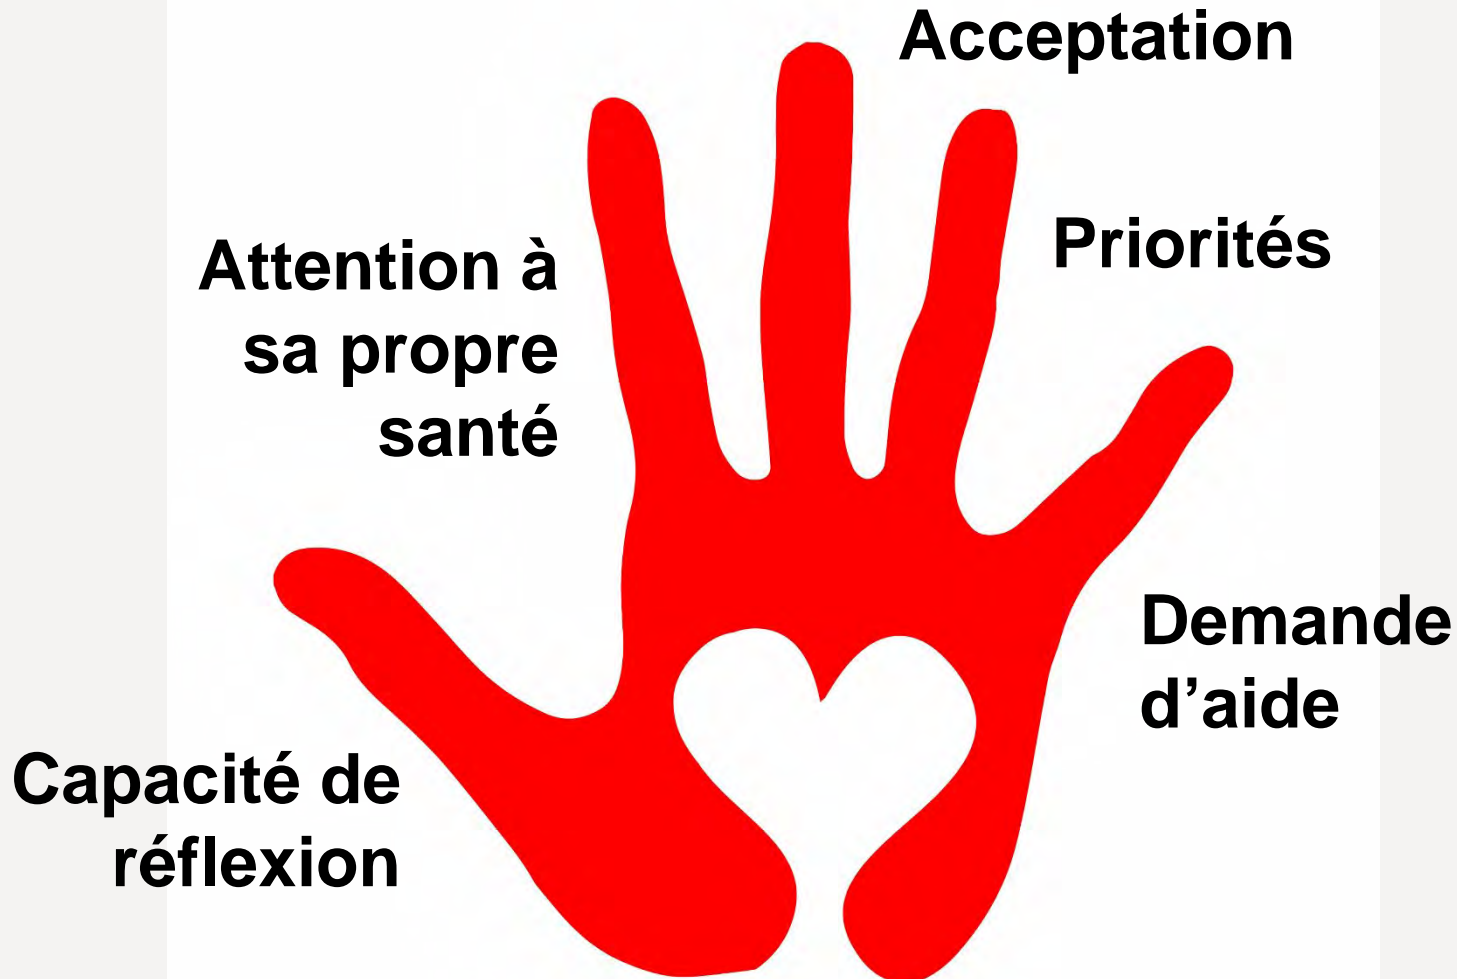 Acceptation
Priorités
Attention à
sa propre
santé
Demande
d’aide
Capacité de
réflexion